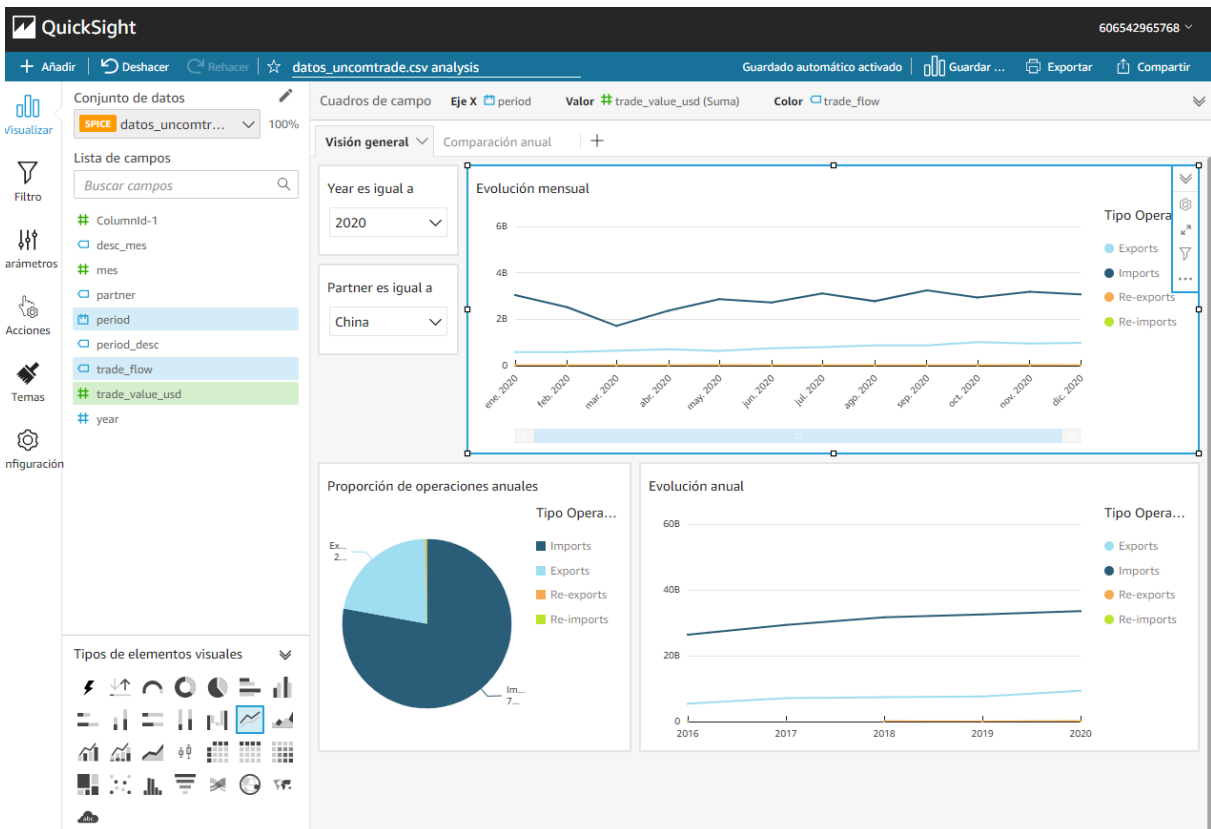 QuickSight
606542965768
Añadir
Deshacer
Rehacer
datos_uncomtrade.csv analysis
Guardado automático activado
Guardar ...
Exportar
Compartir
Visualizar
Filtro
arámetros
Acciones
Temas
nfiguración
Conjunto de datos
SPICE datos_uncomtr...
100%
Lista de campos
Buscar campos
ColumnId-1
desc_mes
mes
partner
period
period_desc
trade_flow
trade_value_usd
year
Tipos de elementos visuales
abc
Cuadros de campo
Eje X period
Valor trade_value_usd (Suma)
Color trade_flow
Visión general
Comparación anual
Year es igual a
2020
Partner es igual a
China
Evolución mensual
6B
4B
2B
0
ene. 2020
feb. 2020
mar. 2020
abr. 2020
may. 2020
jun. 2020
jul. 2020
ago. 2020
sep. 2020
oct. 2020
nov. 2020
dic. 2020
Tipo Opera
Exports
Imports
Re-exports
Re-imports
Proporción de operaciones anuales
Ex...
2...
Im...
7...
Tipo Opera...
Imports
Exports
Re-exports
Re-imports
Evolución anual
60B
40B
20B
0
2016
2017
2018
2019
2020
Tipo Opera...
Exports
Imports
Re-exports
Re-imports